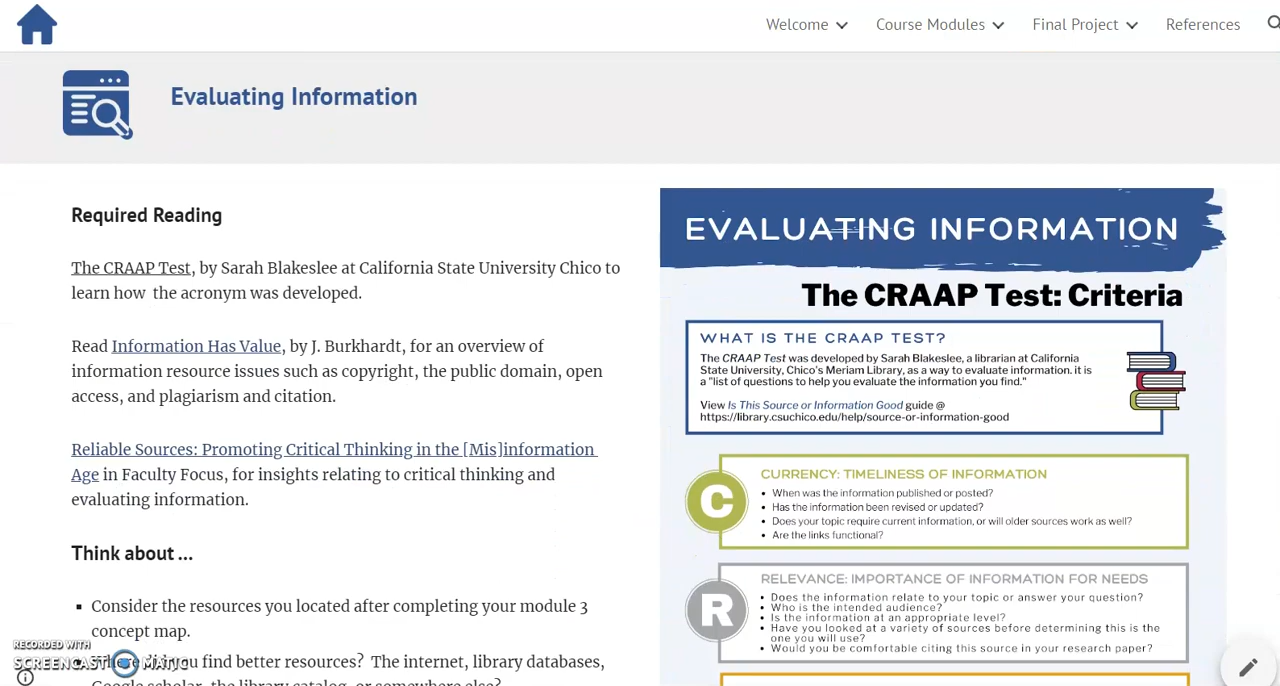 Welcome Course Modules Final Project References
Evaluating Information
Required Reading
The CRAAP Test, by Sarah Blakeslee at California State University Chico to
learn how the acronym was developed.
Read Information Has Value, by J. Burkhardt, for an overview of
information resource issues such as copyright, the public domain, open
access, and plagiarism and citation.
Reliable Sources: Promoting Critical Thinking in the [Mis]information
Age in Faculty Focus, for insights relating to critical thinking and
evaluating information.
Think about ...
Consider the resources you located after completing your module 3
concept map.
you find better resources? The internet, library databases,
Google scholar, the library catalog, or somewhere else?
RECORDED WITH
SCREENCAST MATIC
EVALUATING INFORMATION
The CRAAP Test: Criteria
WHAT IS THE CRAAP TEST?
The CRAAP Test was developed by Sarah Blakeslee, a librarian at California
State University, Chico's Meriam Library, as a way to evaluate information. it is
a "list of questions to help you evaluate the information you find."
View Is This Source or Information Good guide @
https://library.csuchico.edu/help/source-or-information-good
C
CURRENCY: TIMELINESS OF INFORMATION
When was the information published or posted?
Has the information been revised or updated?
Does your topic require current information, or will older sources work as well?
Are the links functional?
R
RELEVANCE: IMPORTANCE OF INFORMATION FOR NEEDS
Does the information relate to your topic or answer your question?
Who is the intended audience?
Is the information at an appropriate level?
Have you looked at a variety of sources before determining this is the
one you will use?
Would you be comfortable citing this source in your research paper?